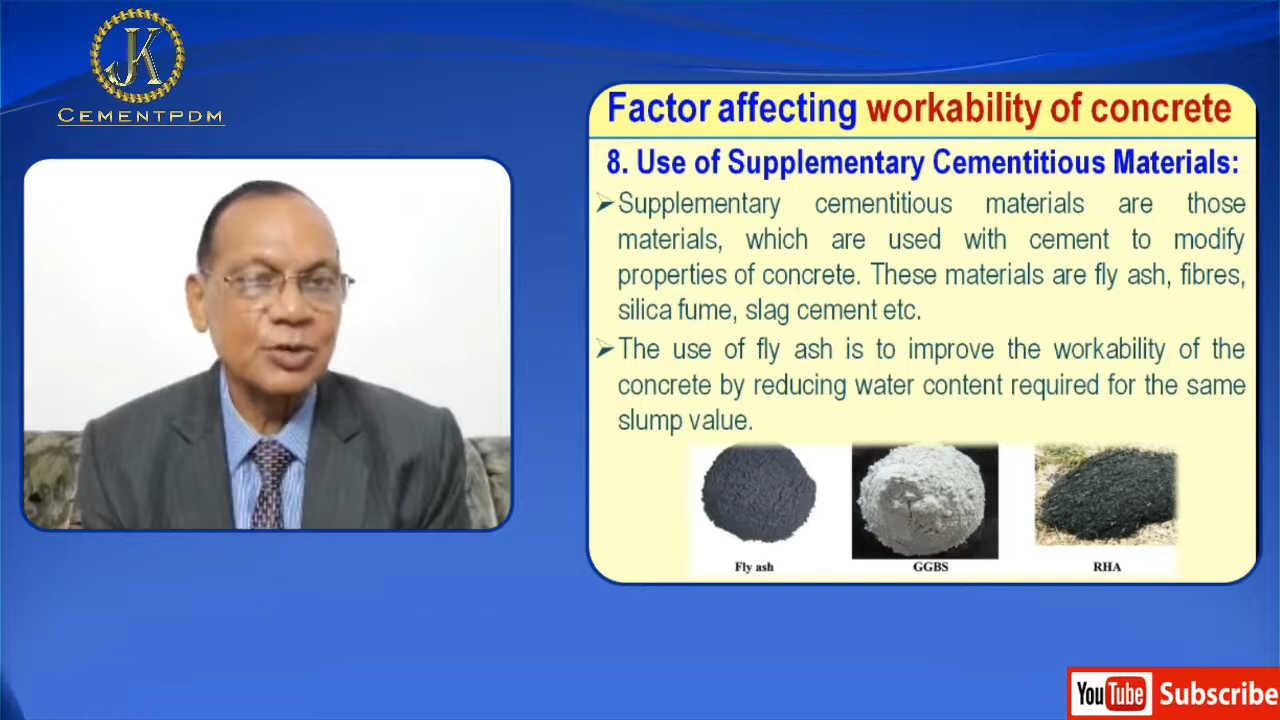 JK
CEMENTPDM
Factor affecting workability of concrete
8. Use of Supplementary Cementitious Materials:
➢Supplementary cementitious materials are those
materials, which are used with cement to modify
properties of concrete. These materials are fly ash, fibres,
silica fume, slag cement etc.
➢The use of fly ash is to improve the workability of the
concrete by reducing water content required for the same
slump value.
Fly ash GGBS RHA
YouTube Subscribe